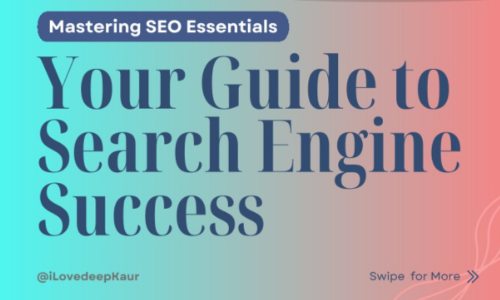 Mastering SEO Essentials
Your Guide to
Search Engine
Success
@iLovedeepKaur
Swipe for More